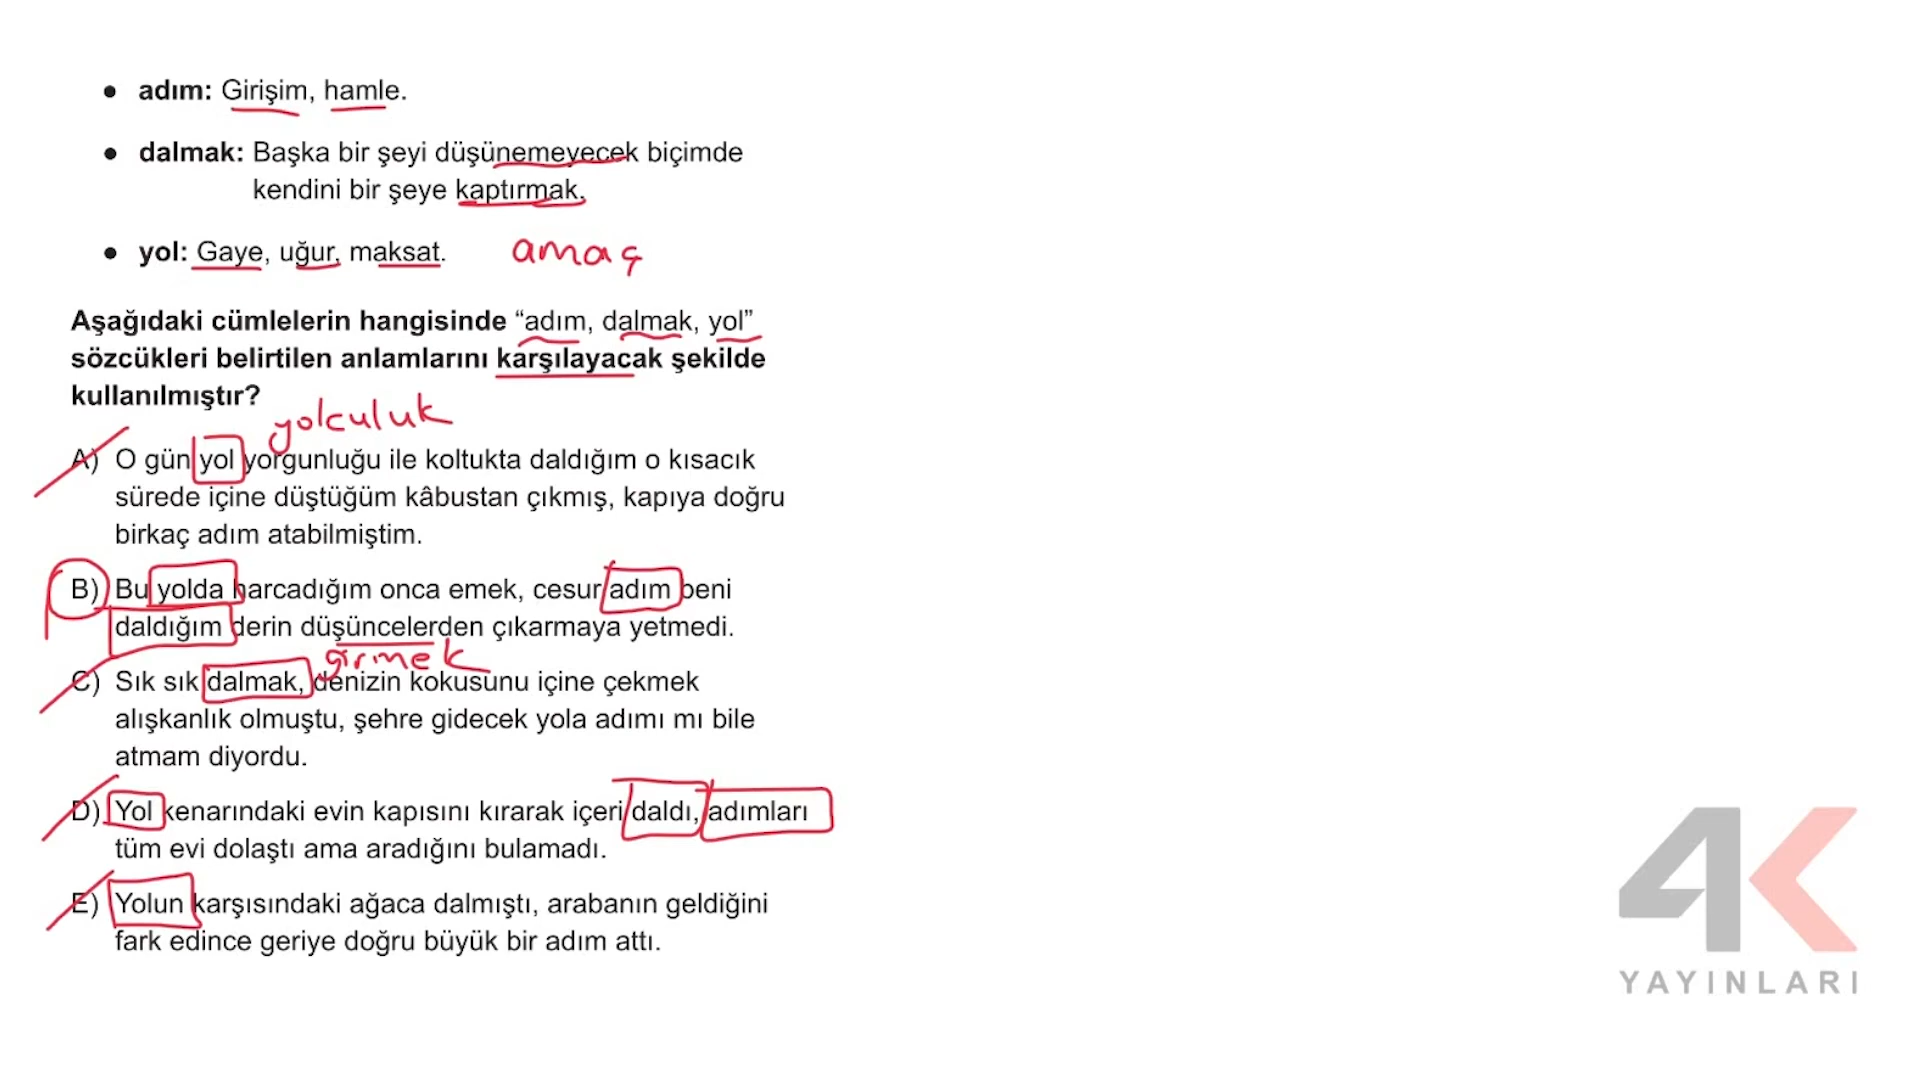 ● adım: Girişim, hamle.
● dalmak: Başka bir şeyi düşünemeyecek biçimde
kendini bir şeye kaptırmak.
● yol: Gaye, uğur, maksat. amaç
Aşağıdaki cümlelerin hangisinde “adım, dalmak, yol”
sözcükleri belirtilen anlamlarını karşılayacak şekilde
kullanılmıştır?
yolculuk
A) O gün yol yorgunluğu ile koltukta daldığım o kısacık
sürede içine düştüğüm kâbustan çıkmış, kapıya doğru
birkaç adım atabilmiştim.
B) Bu yolda harcadığım onca emek, cesur adım beni
daldığım derin düşüncelerden çıkarmaya yetmedi.
girmek
C) Sık sık dalmak, denizin kokusunu içine çekmek
alışkanlık olmuştu, şehre gidecek yola adımı mı bile
atmam diyordu.
D) Yol kenarındaki evin kapısını kırarak içeri daldı, adımları
tüm evi dolaştı ama aradığını bulamadı.
E) Yolun karşısındaki ağaca dalmıştı, arabanın geldiğini
fark edince geriye doğru büyük bir adım attı.
4K
YAYINLARI